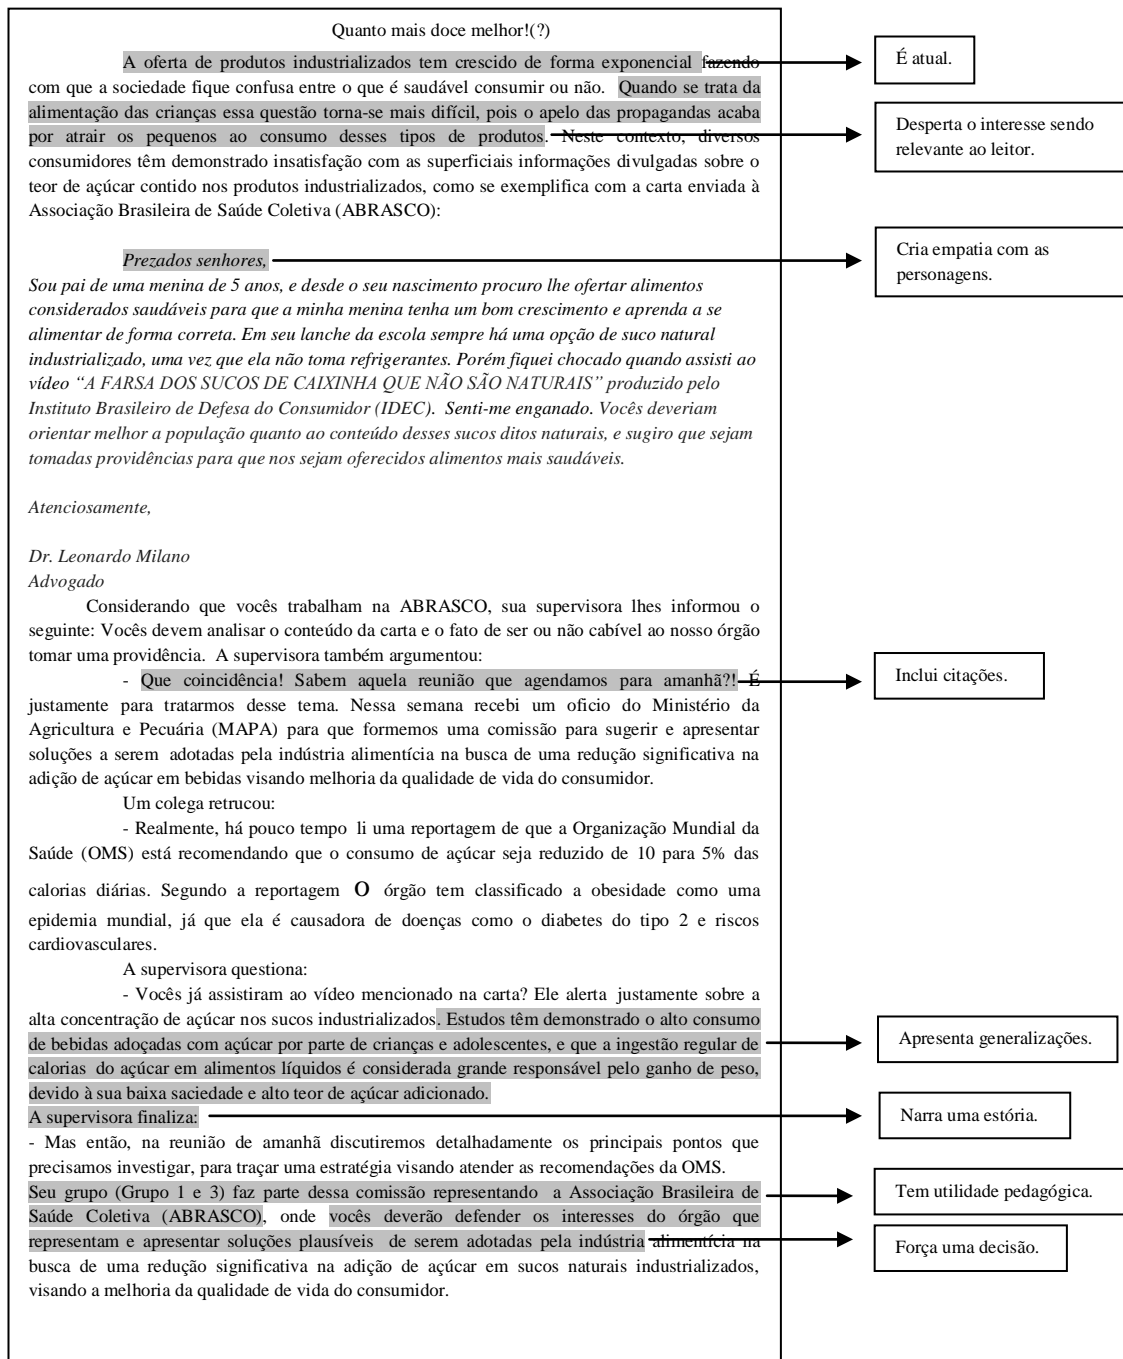 Quanto mais doce melhor!(?)
A oferta de produtos industrializados tem crescido de forma exponencial fazendo
É atual.
com que a sociedade fique confusa entre o que é saudável consumir ou não. Quando se trata da
alimentação das crianças essa questão torna-se mais difícil, pois o apelo das propagandas acaba
por atrair os pequenos ao consumo desses tipos de produtos. Neste contexto, diversos
Desperta o interesse sendo
relevante ao leitor.
consumidores têm demonstrado insatisfação com as superficiais informações divulgadas sobre o
teor de açúcar contido nos produtos industrializados, como se exemplifica com a carta enviada à
Associação Brasileira de Saúde Coletiva (ABRASCO):
Prezados senhores,
Cria empatia com as
personagens.
Sou pai de uma menina de 5 anos, e desde o seu nascimento procuro lhe ofertar alimentos
considerados saudáveis para que a minha menina tenha um bom crescimento e aprenda a se
alimentar de forma correta. Em seu lanche da escola sempre há uma opção de suco natural
industrializado, uma vez que ela não toma refrigerantes. Porém fiquei chocado quando assisti ao
vídeo “A FARSA DOS SUCOS DE CAIXINHA QUE NÃO SÃO NATURAIS” produzido pelo
Instituto Brasileiro de Defesa do Consumidor (IDEC). Senti-me enganado. Vocês deveriam
orientar melhor a população quanto ao conteúdo desses sucos ditos naturais, e sugiro que sejam
tomadas providências para que nos sejam oferecidos alimentos mais saudáveis.
Atenciosamente,
Dr. Leonardo Milano
Advogado
Considerando que vocês trabalham na ABRASCO, sua supervisora lhes informou o
seguinte: Vocês devem analisar o conteúdo da carta e o fato de ser ou não cabível ao nosso órgão
tomar uma providência. A supervisora também argumentou:
- Que coincidência! Sabem aquela reunião que agendamos para amanhã?! É
Inclui citações.
justamente para tratarmos desse tema. Nessa semana recebi um oficio do Ministério da
Agricultura e Pecuária (MAPA) para que formemos uma comissão para sugerir e apresentar
soluções a serem adotadas pela indústria alimentícia na busca de uma redução significativa na
adição de açúcar em bebidas visando melhoria da qualidade de vida do consumidor.
Um colega retrucou:
- Realmente, há pouco tempo li uma reportagem de que a Organização Mundial da
Saúde (OMS) está recomendando que o consumo de açúcar seja reduzido de 10 para 5% das
calorias diárias. Segundo a reportagem O órgão tem classificado a obesidade como uma
epidemia mundial, já que ela é causadora de doenças como o diabetes do tipo 2 e riscos
cardiovasculares.
A supervisora questiona:
- Vocês já assistiram ao vídeo mencionado na carta? Ele alerta justamente sobre a
alta concentração de açúcar nos sucos industrializados. Estudos têm demonstrado o alto consumo
de bebidas adoçadas com açúcar por parte de crianças e adolescentes, e que a ingestão regular de
Apresenta generalizações.
calorias do açúcar em alimentos líquidos é considerada grande responsável pelo ganho de peso,
devido à sua baixa saciedade e alto teor de açúcar adicionado.
A supervisora finaliza:
Narra uma estória.
- Mas então, na reunião de amanhã discutiremos detalhadamente os principais pontos que
precisamos investigar, para traçar uma estratégia visando atender as recomendações da OMS.
Seu grupo (Grupo 1 e 3) faz parte dessa comissão representando a Associação Brasileira de
Tem utilidade pedagógica.
Saúde Coletiva (ABRASCO), onde vocês deverão defender os interesses do órgão que
representam e apresentar soluções plausíveis de serem adotadas pela indústria alimentícia na
Força uma decisão.
busca de uma redução significativa na adição de açúcar em sucos naturais industrializados,
visando a melhoria da qualidade de vida do consumidor.